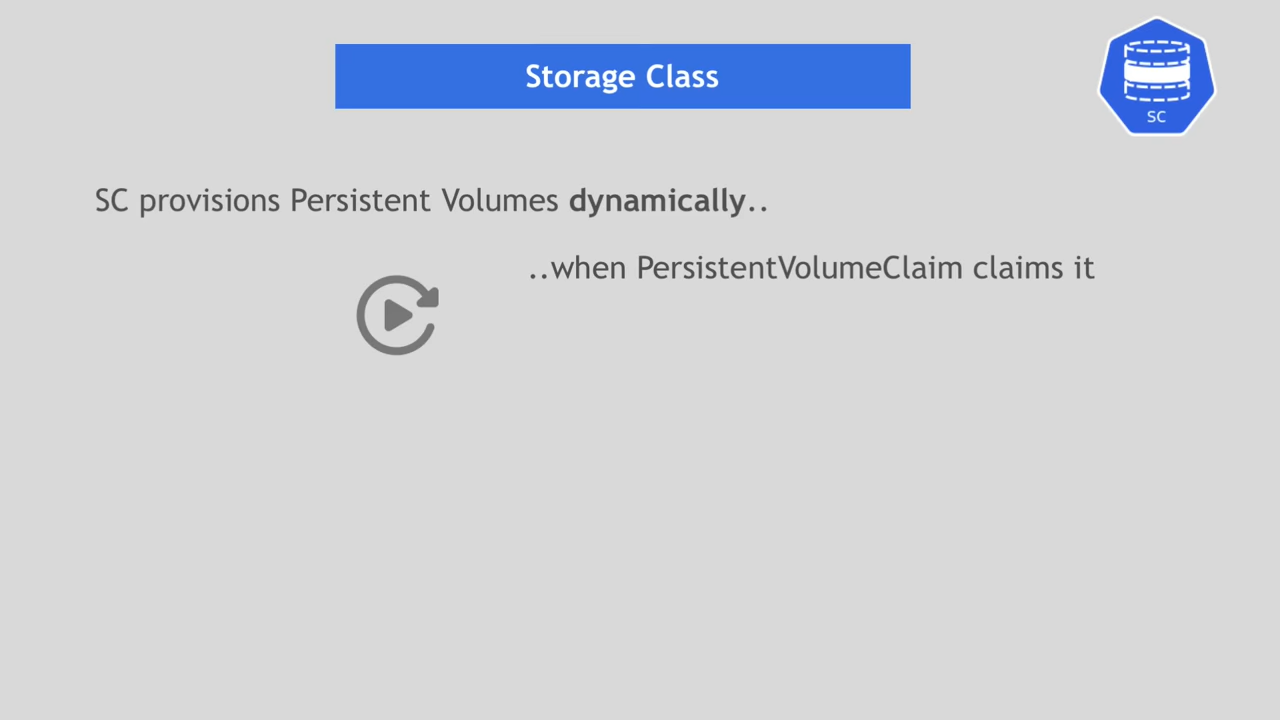 Storage Class
SC
SC provisions Persistent Volumes dynamically..
..when PersistentVolumeClaim claims it